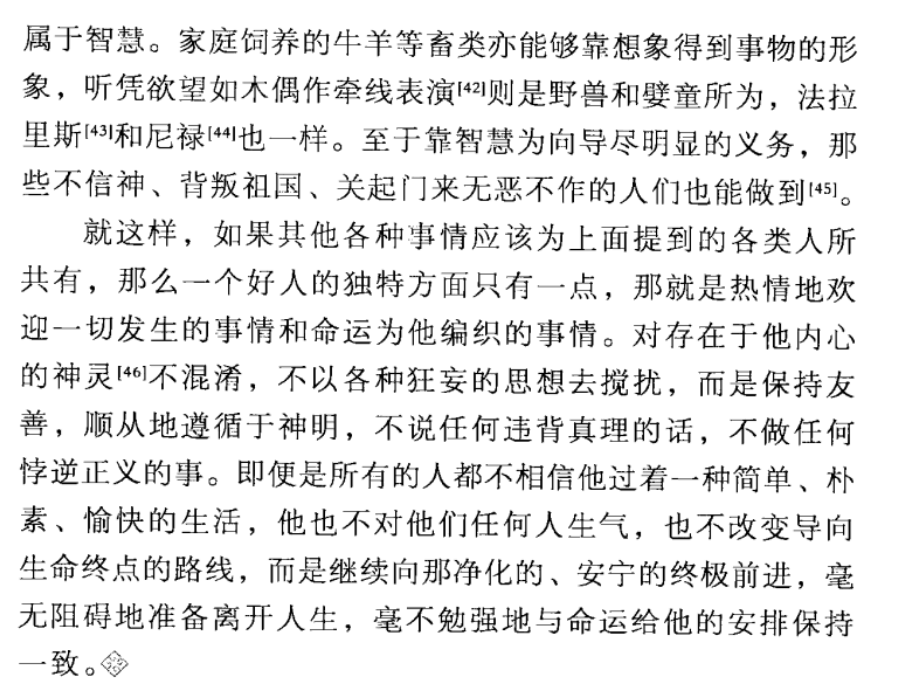 属于智慧。家庭饲养的牛羊等畜类亦能够靠想象得到事物的形
象，听凭欲望如木偶作牵线表演[42]则是野兽和嬖童所为，法拉
里斯[43]和尼禄[44]也一样。至于靠智慧为向导尽明显的义务，那
些不信神、背叛祖国、关起门来无恶不作的人们也能做到[45]。
就这样，如果其他各种事情应该为上面提到的各类人所
共有，那么一个好人的独特方面只有一点，那就是热情地欢
迎一切发生的事情和命运为他编织的事情。对存在于他内心
的神灵[46]不混淆，不以各种狂妄的思想去搅扰，而是保持友
善，顺从地遵循于神明，不说任何违背真理的话，不做任何
悖逆正义的事。即便是所有的人都不相信他过着一种简单、朴
素、愉快的生活，他也不对他们任何人生气，也不改变导向
生命终点的路线，而是继续向那净化的、安宁的终极前进，毫
无阻碍地准备离开人生，毫不勉强地与命运给他的安排保持
一致。